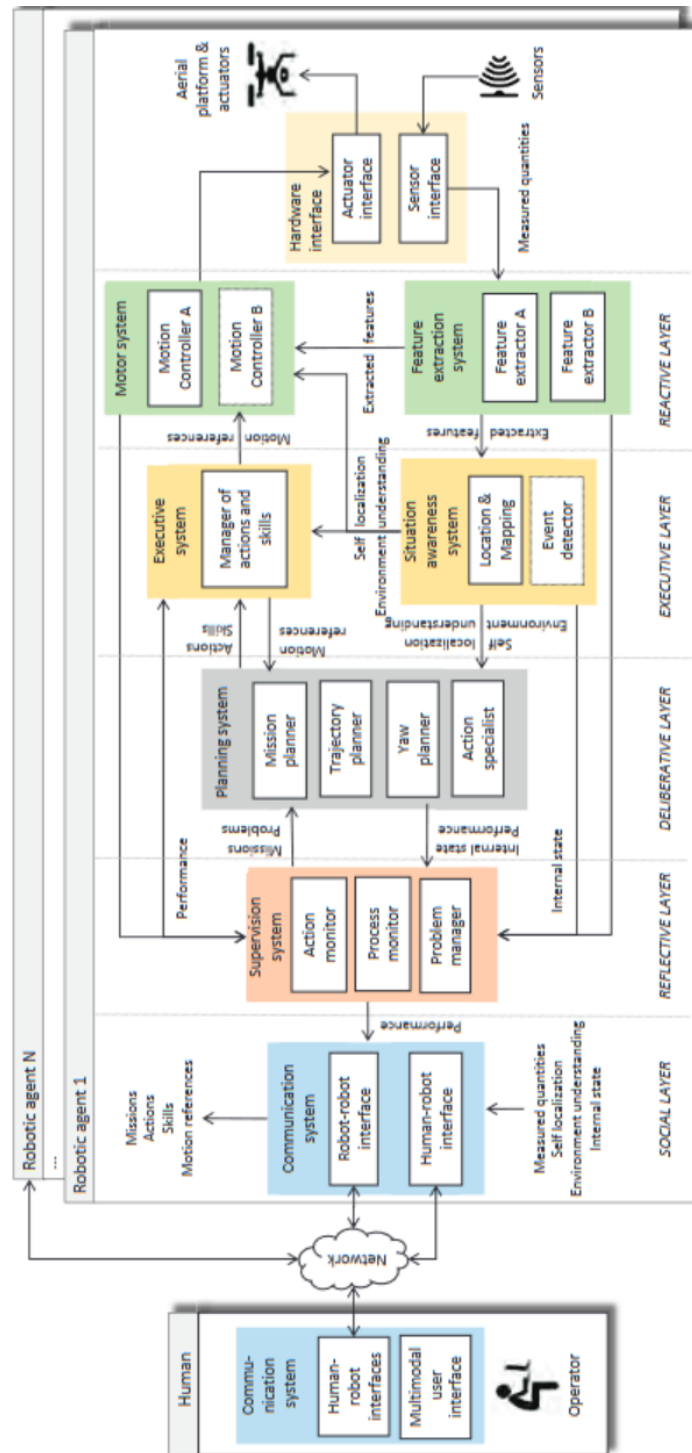 Robotic agent N
...
Robotic agent 1
Human
Commu-
nication
system
Human-
robot
interfaces
Multimodal
user
interface
Operator
Network
Missions
Actions
Skills
Motion references
Communication
system
Robot-robot
interface
Human-robot
interface
Measured quantities
Self localization
Environment understanding
Internal state
SOCIAL LAYER
Performance
Performance
Supervision
system
Action
monitor
Process
monitor
Problem
manager
Internal state
REFLECTIVE LAYER
Missions
Problems
Internal state
Performance
Planning system
Mission
planner
Trajectory
planner
Yaw
planner
Action
specialist
DELIBERATIVE LAYER
Actions
Skills
Motion
references
Self localization
Environment understanding
Executive
system
Manager of
actions and
skills
Self localization
Environment understanding
Situation
awareness
system
Location &
Mapping
Event
detector
EXECUTIVE LAYER
Motion references
Extracted features
Motor system
Motion
Controller A
Motion
Controller B
Extracted features
Feature
extraction
system
Feature
extractor A
Feature
extractor B
REACTIVE LAYER
Hardware
interface
Actuator
interface
Sensor
interface
Measured quantities
Aerial
platform &
actuators
Sensors